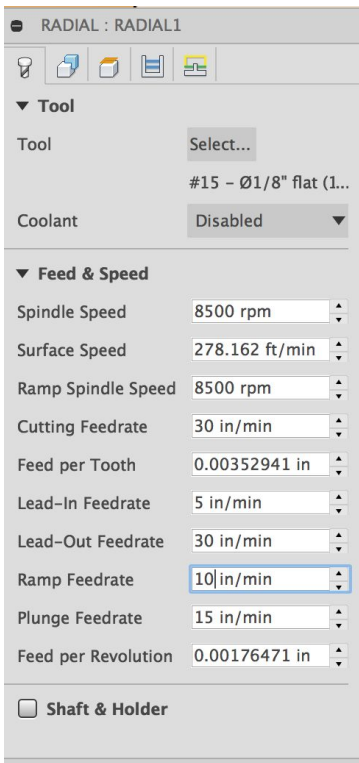 RADIAL : RADIAL1
Tool
Tool Select...
#15 - Ø1/8" flat (1...
Coolant Disabled
Feed & Speed
Spindle Speed 8500 rpm
Surface Speed 278.162 ft/min
Ramp Spindle Speed 8500 rpm
Cutting Feedrate 30 in/min
Feed per Tooth 0.00352941 in
Lead-In Feedrate 5 in/min
Lead-Out Feedrate 30 in/min
Ramp Feedrate 10 in/min
Plunge Feedrate 15 in/min
Feed per Revolution 0.00176471 in
Shaft & Holder